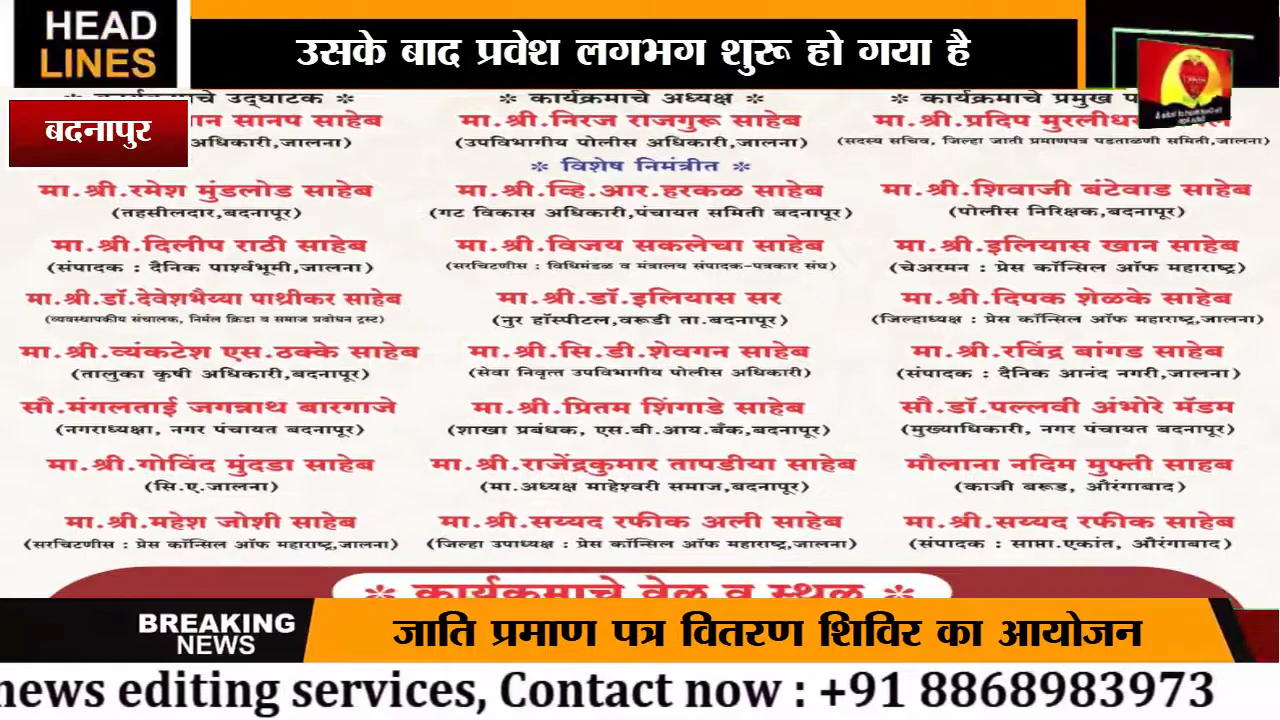 HEAD
LINES
उसके बाद प्रवेश लगभग शुरू हो गया है
बदनापुर
उद्‌घाटक * * कार्यक्रमाचे अध्यक्ष * * कार्यक्रमाचे प्रमुख
सानप साहेब मा.श्री.निरज राजगुरू साहेब मा.श्री.प्रदिप
अधिकारी,जालना) (उपविभागीय पोलीस अधिकारी,जालना) (सदस्य सचिव, जिल्हा जाती प्रमाणपत्र पडताळणी समिती,जालना)
* विशेष निमंत्रीत *
मा.श्री.रमेश मुंडलोड साहेब मा.श्री.व्हि.आर.हरकळ साहेब मा.श्री.शिवाजी बंटेवाड साहेब
(तहसीलदार,बदनापूर) (गट विकास अधिकारी,पंचायत समिती बदनापूर) (पोलीस निरिक्षक,बदनापूर)
मा.श्री.दिलीप राठी साहेब मा.श्री.विजय सकलेचा साहेब मा.श्री.इलियास खान साहेब
(संपादक : दैनिक पार्श्वभूमी,जालना) (सरचिटणीस : विधिमंडळ व मंत्रालय संपादक-पत्रकार संघ) (चेअरमन : प्रेस कॉन्सिल ऑफ महाराष्ट्र)
मा.श्री.डॉ.देवेशभैय्या पाथ्रीकर साहेब मा.श्री.डॉ.इलियास सर मा.श्री.दिपक शेळके साहेब
(व्यवस्थापकीय संचालक, निर्मल क्रिडा व समाज प्रबोधन ट्रस्ट) (नुर हॉस्पीटल,वरूडी ता.बदनापूर) (जिल्हाध्यक्ष : प्रेस कॉन्सिल ऑफ महाराष्ट्र,जालना)
मा.श्री.व्यंकटेश एस.ठक्के साहेब मा.श्री.सि.डी.शेवगन साहेब मा.श्री.रविंद्र बांगड साहेब
(तालुका कृषी अधिकारी,बदनापूर) (सेवा निवृत्त उपविभागीय पोलीस अधिकारी) (संपादक : दैनिक आनंद नगरी,जालना)
सौ.मंगलताई जगन्नाथ बारगाजे मा.श्री.प्रितम शिंगाडे साहेब सौ.डॉ.पल्लवी अंभोरे मॅडम
(नगराध्यक्षा, नगर पंचायत बदनापूर) (शाखा प्रबंधक, एस.बी.आय.बँक,बदनापूर) (मुख्याधिकारी, नगर पंचायत बदनापूर)
मा.श्री.गोविंद मुंदडा साहेब मा.श्री.राजेंद्रकुमार तापडीया साहेब मौलाना नदिम मुफ्ती साहब
(सि.ए.जालना) (मा.अध्यक्ष माहेश्वरी समाज,बदनापूर) (काजी बरूड, औरंगाबाद)
मा.श्री.महेश जोशी साहेब मा.श्री.सय्यद रफीक अली साहेब मा.श्री.सय्यद रफीक साहेब
(सरचिटणीस : प्रेस कॉन्सिल ऑफ महाराष्ट्र,जालना) (जिल्हा उपाध्यक्ष : प्रेस कॉन्सिल ऑफ महाराष्ट्र,जालना) (संपादक : साप्ता.एकांत, औरंगाबाद)
* कार्यक्रमाचे वेळ व स्थळ *
BREAKING
NEWS
जाति प्रमाण पत्र वितरण शिविर का आयोजन
news editing services, Contact now : +91 8868983973